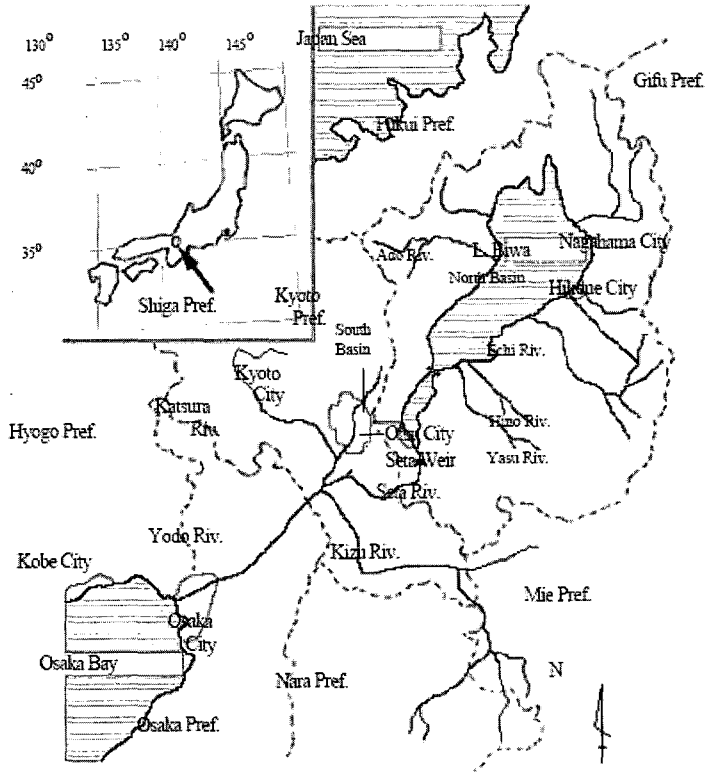 130° 135° 140° 145°
Japan Sea
Gifu Pref.
45°
Fukui Pref.
40°
35°
Ado Riv.
L. Biwa
Nagahama City
North Basin
Hikone City
Shiga Pref.
Kyoto
Pref.
South
Basin
Echi Riv.
Kyoto
City
Katsura
Riv.
Hyogo Pref.
Hino Riv.
Otsu City
Seta Weir
Yasu Riv.
Seta Riv.
Yodo Riv.
Kizu Riv.
Kobe City
Mie Pref.
Osaka
City
Osaka Bay
N
Nara Pref.
Osaka Pref.